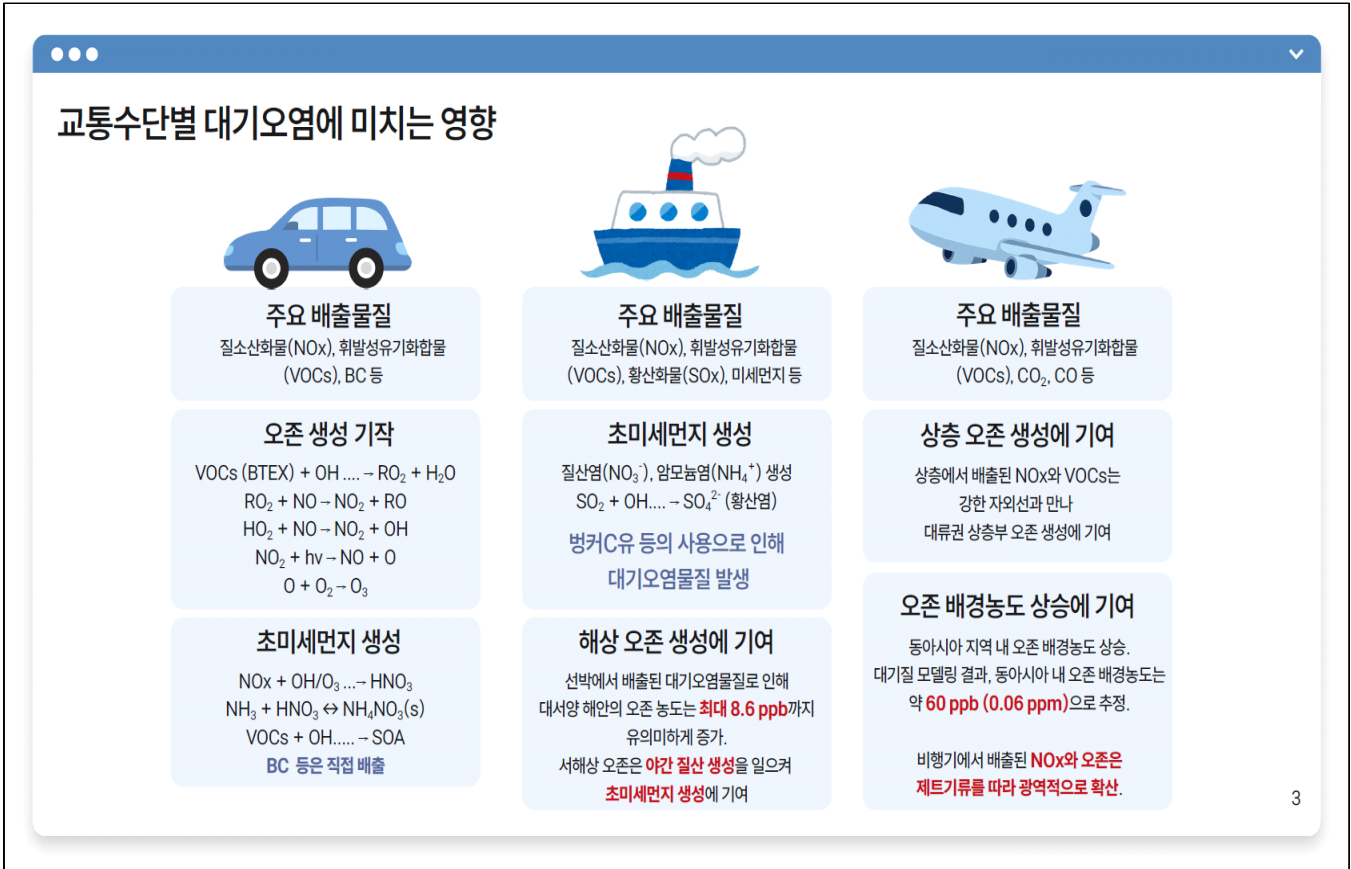 교통수단별 대기오염에 미치는 영향
주요 배출물질
질소산화물(NOx), 휘발성유기화합물
(VOCs), BC 등
오존 생성 기작
VOCs (BTEX) + OH ....→ RO₂ + H₂O
RO₂ + NO→NO₂ + RO
HO₂ + NO→NO₂ + OH
NO₂ + hv→NO + O
O + O₂→O₃
초미세먼지 생성
NOx + OH/O₃ ...→ HNO₃
NH₃ + HNO₃ ↔ NH₄NO₃(s)
VOCs + OH.....→ SOA
BC 등은 직접 배출
주요 배출물질
질소산화물(NOx), 휘발성유기화합물
(VOCs), 황산화물(SOx), 미세먼지 등
초미세먼지 생성
질산염(NO₃⁻), 암모늄염(NH₄⁺) 생성
SO₂ + OH....→SO₄²⁻ (황산염)
벙커C유 등의 사용으로 인해
대기오염물질 발생
해상 오존 생성에 기여
선박에서 배출된 대기오염물질로 인해
대서양 해안의 오존 농도는 최대 8.6 ppb까지
유의미하게 증가.
서해상 오존은 야간 질산 생성을 일으켜
초미세먼지 생성에 기여
주요 배출물질
질소산화물(NOx), 휘발성유기화합물
(VOCs), CO₂, CO 등
상층 오존 생성에 기여
상층에서 배출된 NOx와 VOCs는
강한 자외선과 만나
대류권 상층부 오존 생성에 기여
오존 배경농도 상승에 기여
동아시아 지역 내 오존 배경농도 상승.
대기질 모델링 결과, 동아시아 내 오존 배경농도는
약 60 ppb (0.06 ppm)으로 추정.
비행기에서 배출된 NOx와 오존은
제트기류를 따라 광역적으로 확산.
3